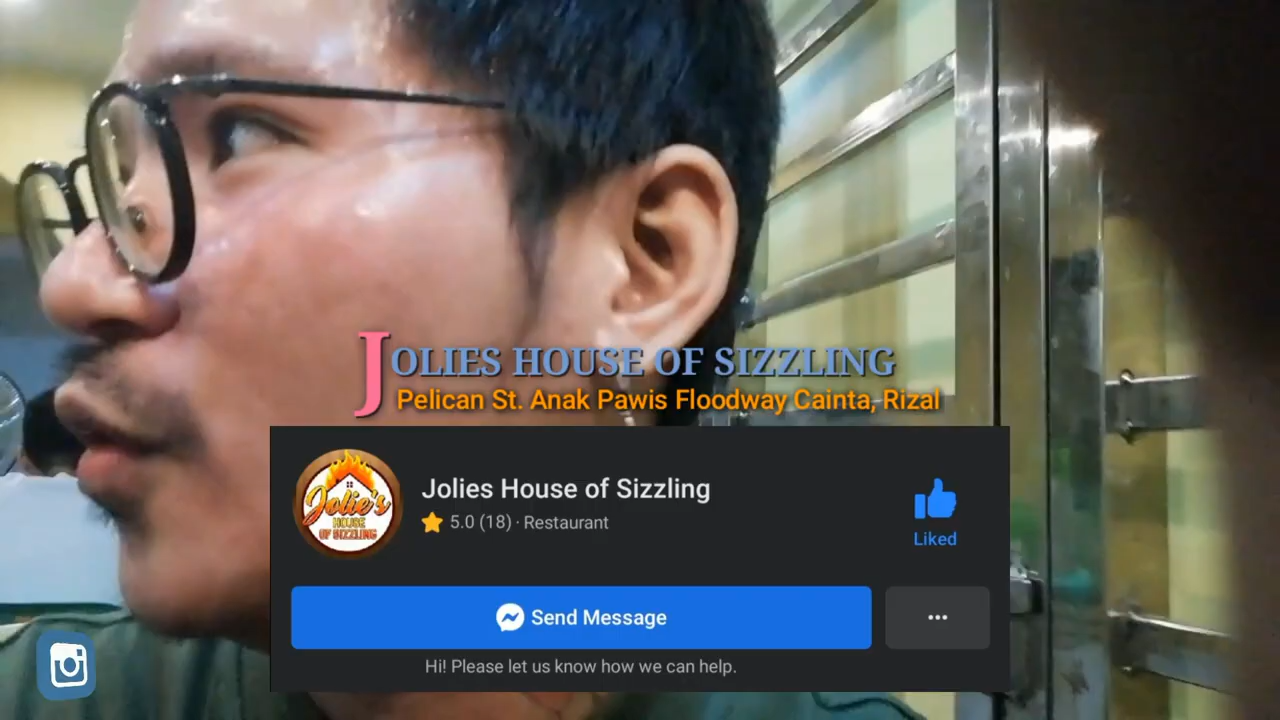 JOLIES HOUSE OF SIZZLING
Pelican St. Anak Pawis Floodway Cainta, Rizal
Jolie's
HOUSE
OF SIZZLING
Jolies House of Sizzling
5.0 (18) · Restaurant
Liked
Send Message
...
Hi! Please let us know how we can help.